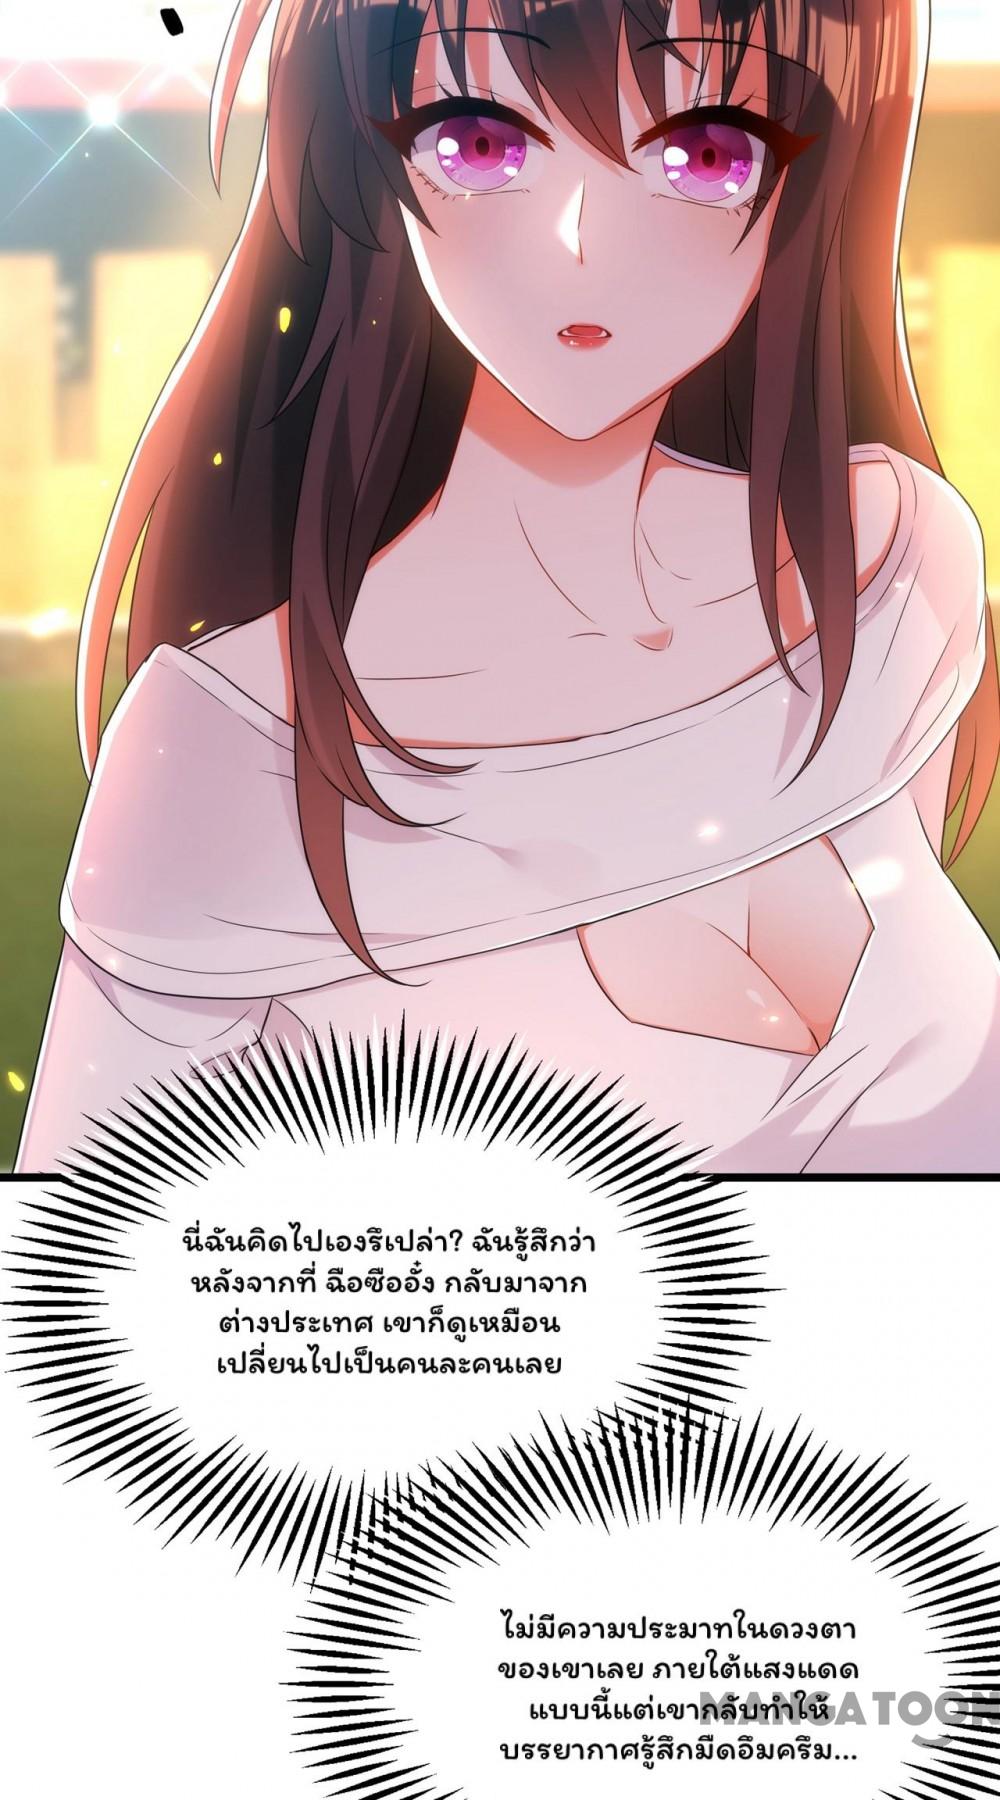 นี่ฉันคิดไปเองรึเปล่า? ฉันรู้สึกว่า
หลังจากที่ ฉือซืออั๋ง กลับมาจาก
ต่างประเทศ เขาก็ดูเหมือน
เปลี่ยนไปเป็นคนละคนเลย
ไม่มีความประมาทในดวงตา
ของเขาเลย ภายใต้แสงแดด
แบบนี้แต่เขากลับทำให้
บรรยากาศรู้สึกมืดอึมครึม...
MANGATOON